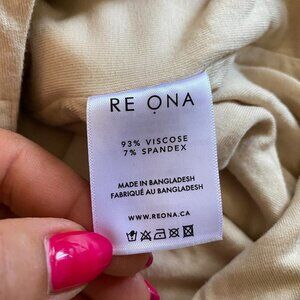 RE ONA
93% VISCOSE
7% SPANDEX
MADE IN BANGLADESH
FABRIQUÉ AU BANGLADESH
WWW.REONA.CA